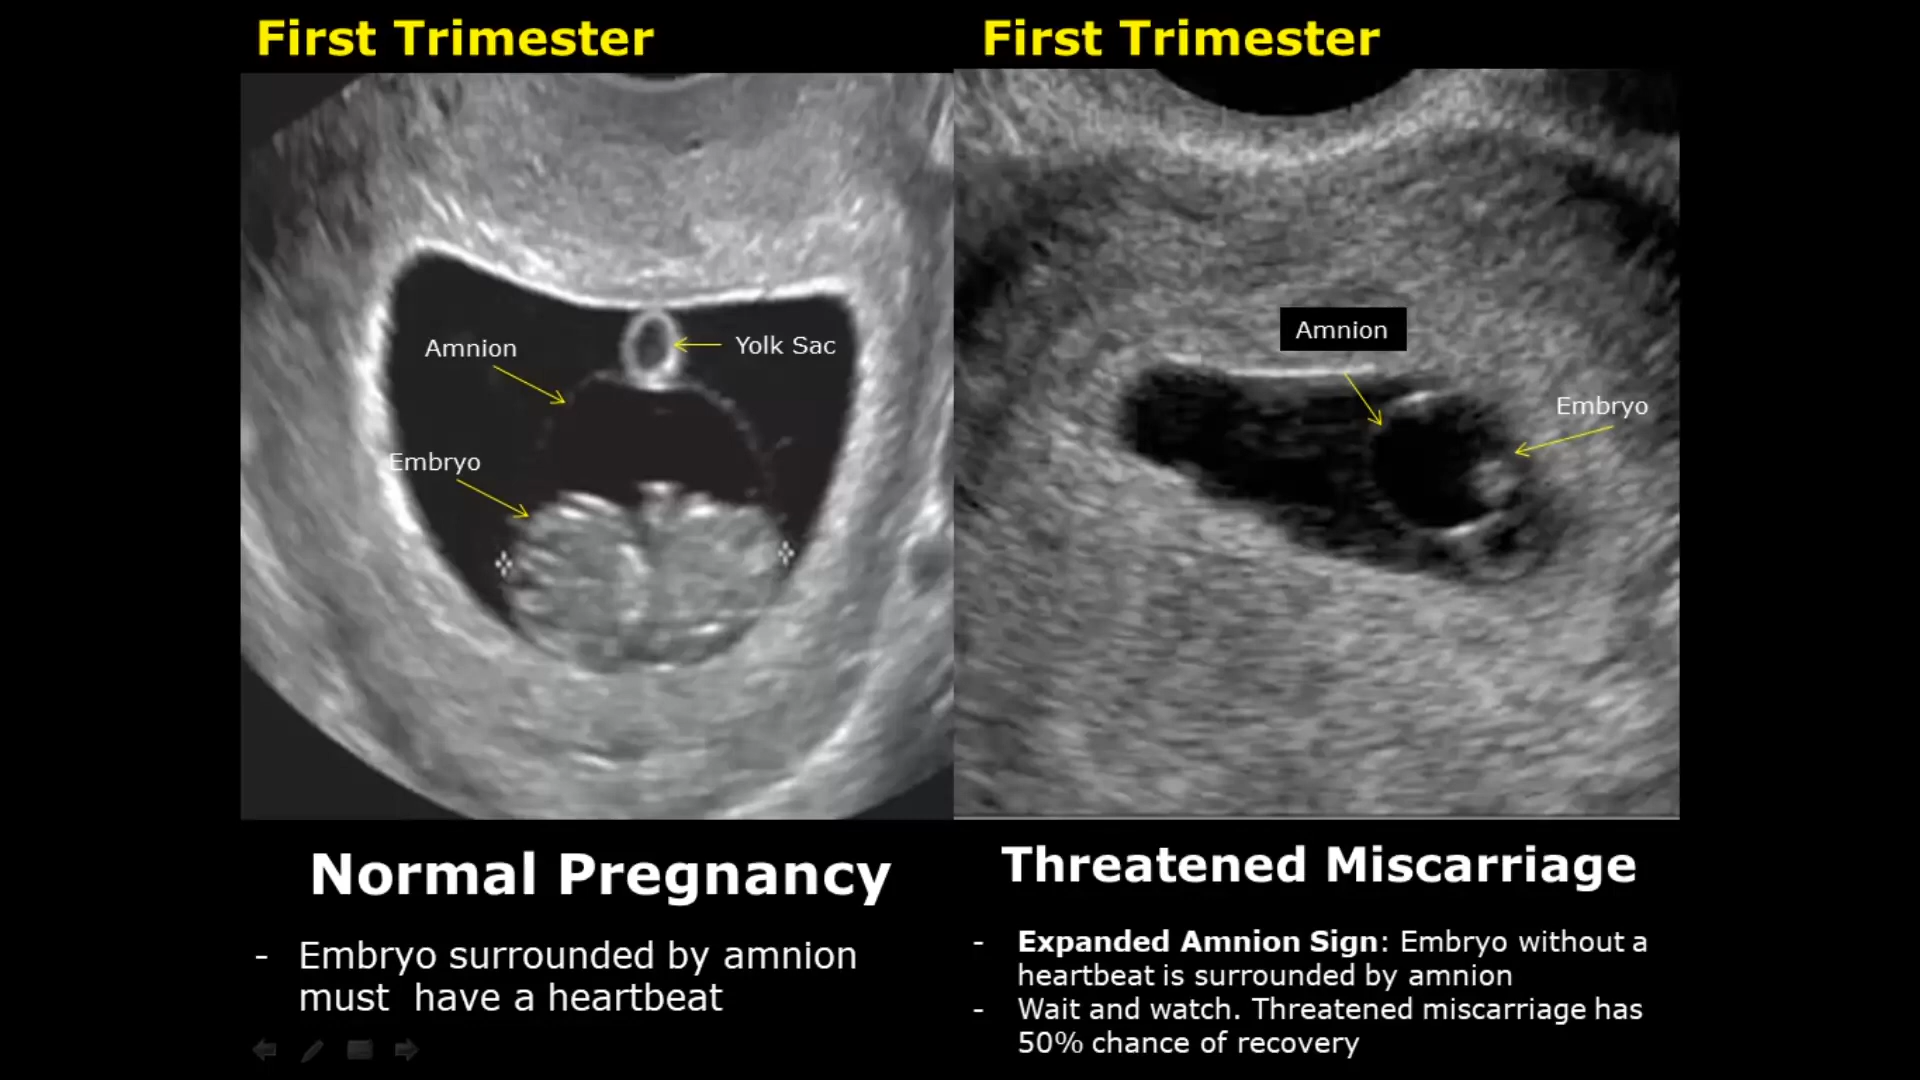 First Trimester
Amnion
Yolk Sac
Embryo
Normal Pregnancy
- Embryo surrounded by amnion
must have a heartbeat
First Trimester
Amnion
Embryo
Threatened Miscarriage
- Expanded Amnion Sign: Embryo without a
heartbeat is surrounded by amnion
- Wait and watch. Threatened miscarriage has
50% chance of recovery